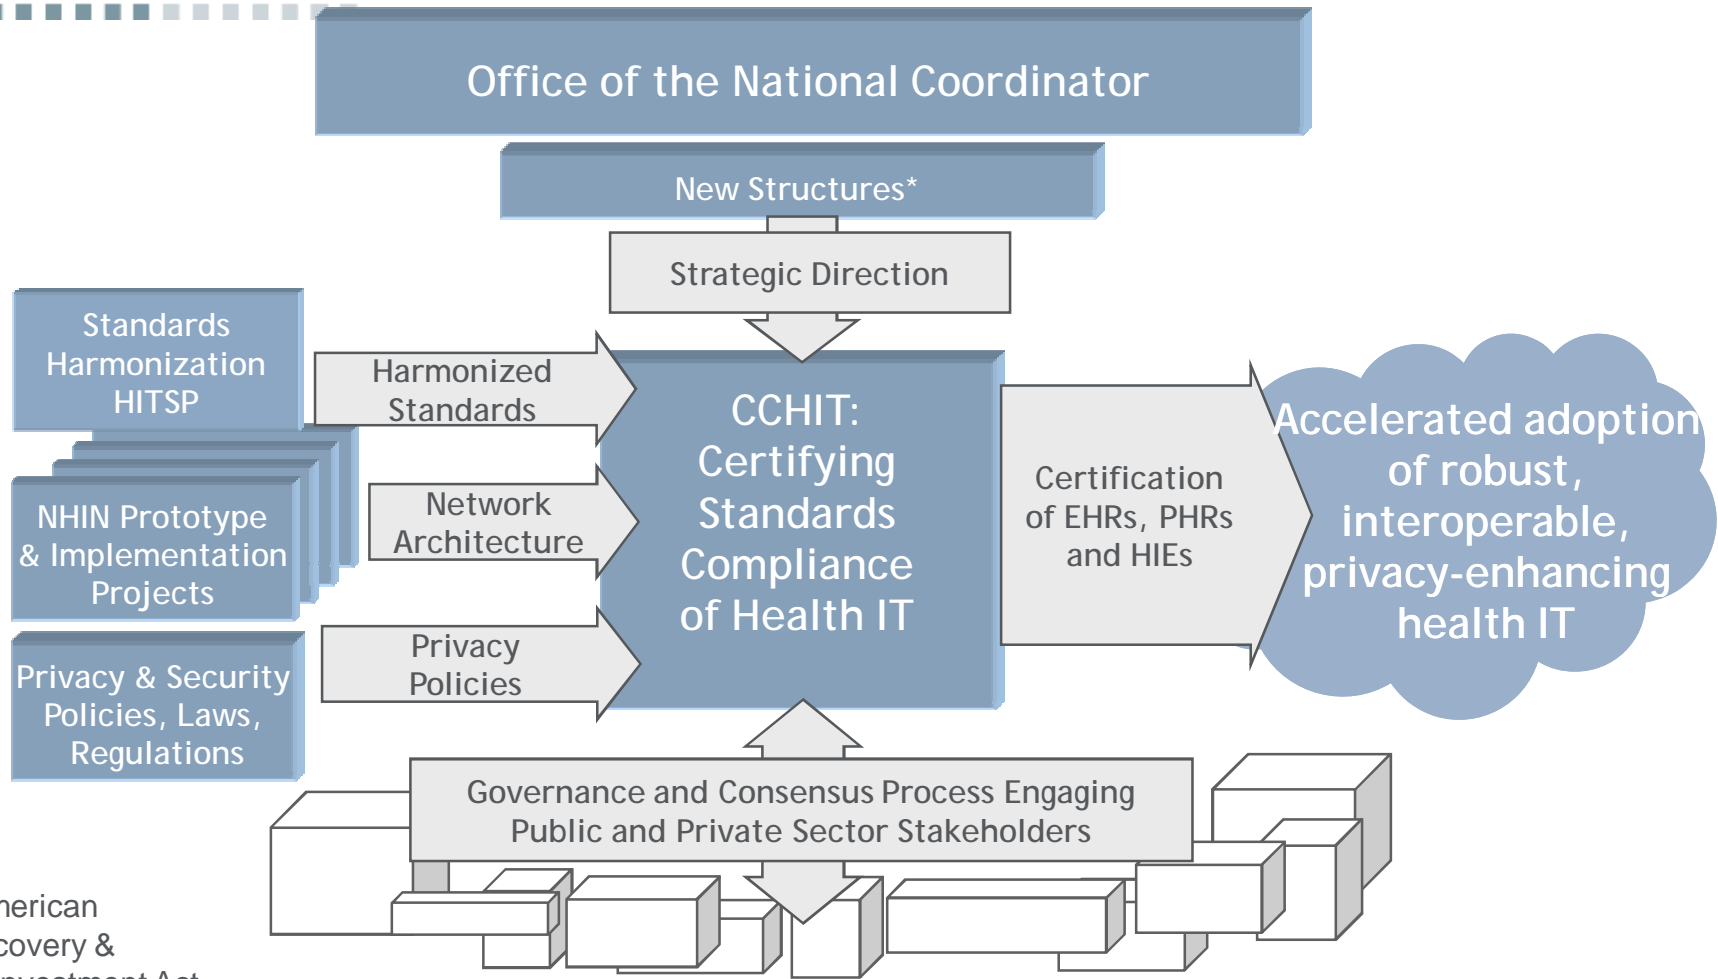 Office of the National Coordinator
New Structures*
Strategic Direction
Standards
Harmonization
HITSP
Harmonized
Standards
NHIN Prototype
& Implementation
Projects
Network
Architecture
Privacy & Security
Policies, Laws,
Regulations
Privacy
Policies
CCHIT:
Certifying
Standards
Compliance
of Health IT
Certification
of EHRs, PHRs
and HIEs
Accelerated adoption
of robust,
interoperable,
privacy-enhancing
health IT
Governance and Consensus Process Engaging
Public and Private Sector Stakeholders
merican
covery &
nvestment Act